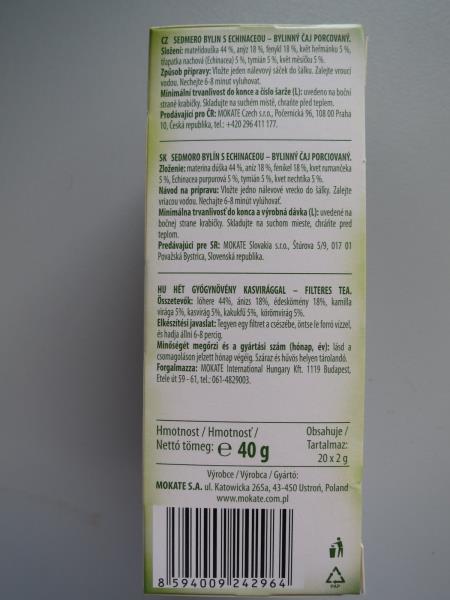 CZ SEDMERO BYLIN S ECHINACEOU – BYLINNÝ ČAJ PORCOVANÝ.
Složení: mateřídouška 44 %, anýz 18 %, fenykl 18 %, květ heřmánku 5 %,
třapatka nachová (Echinacea) 5 %, tymián 5 %, květ měsíčku 5 %.
Způsob přípravy: Vložte jeden nálevový sáček do šálku. Zalejte vroucí
vodou. Nechejte 6-8 minut vyluhovat.
Minimální trvanlivost do konce a číslo šarže (L): uvedeno na boční
straně krabičky. Skladujte na suchém místě, chraňte před teplem.
Prodávající pro ČR: MOKATE Czech s.r.o., Počernická 96, 108 00 Praha
10, Česká republika, tel.: +420 296 411 177.
SK SEDMORO BYLÍN S ECHINACEOU – BYLINNÝ ČAJ PORCIOVANÝ.
Zloženie: materina dúška 44 %, aníz 18 %, fenikel 18 %, kvet rumančeka
5 %, Echinacea purpurová 5 %, tymián 5 %, kvet nechtíka 5 %.
Návod na prípravu: Vložte jedno nálevové vrecko do šálky. Zalejte
vriacou vodou. Nechejte 6-8 minút vylúhovať.
Minimálna trvanlivosť do konca a výrobná dávka (L): uvedené na
bočnej strane krabičky. Skladujte na suchom mieste, chráňte pred
teplom.
Predávajúci pre SR: MOKATE Slovakia s.r.o., Štúrova 5/9, 017 01
Považská Bystrica, Slovenská republika.
HU HÉT GYÓGYNÖVÉNY KASVIRÁGGAL – FILTERES TEA.
Összetevők: lóhere 44%, ánizs 18%, édeskömény 18%, kamilla
virága 5%, kasvirág 5%, kakukfű 5%, körömvirág 5%.
Elkészítési javaslat: Tegyen egy filtret a csészébe, öntse le forró vízzel,
és hadja állni 6-8 percig.
Minőségét megőrzi és a gyártási szám (hónap, év): lásd a
csomagoláson jelzett hónap végéig. Száraz és hűvös helyen tárolandó.
Forgalmazza: MOKATE International Hungary Kft. 1119 Budapest,
Etele út 59 - 61, tel.: 061-4829003.
Hmotnost / Hmotnosť / Obsahuje /
Nettó tömeg: ℮ 40 g Tartalmaz:
20 x 2 g
Výrobce / Výrobca / Gyártó:
MOKATE S.A. ul. Katowicka 265a, 43-450 Ustroń, Poland
www.mokate.com.pl
8 594009 242964
PAP